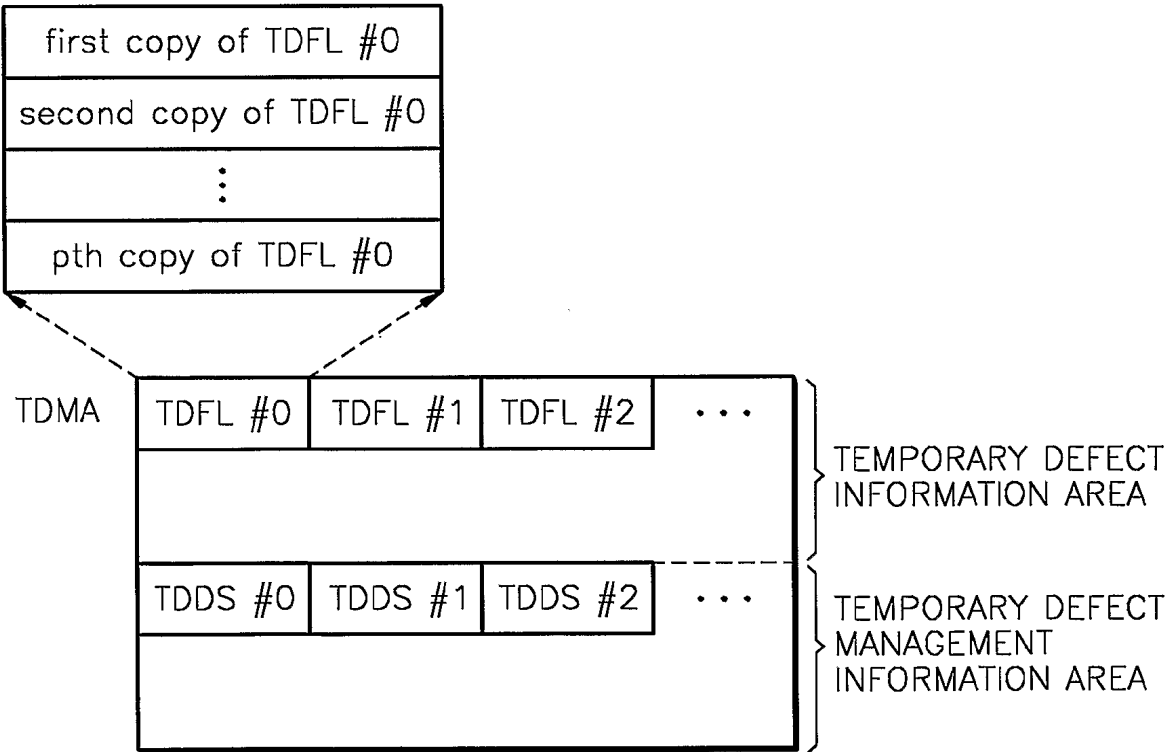 first copy of TDFL #0
second copy of TDFL #0
⋮
pth copy of TDFL #0
TDMA
TDFL #0 TDFL #1 TDFL #2 ...
TEMPORARY DEFECT
INFORMATION AREA
TDDS #0 TDDS #1 TDDS #2 ...
TEMPORARY DEFECT
MANAGEMENT
INFORMATION AREA